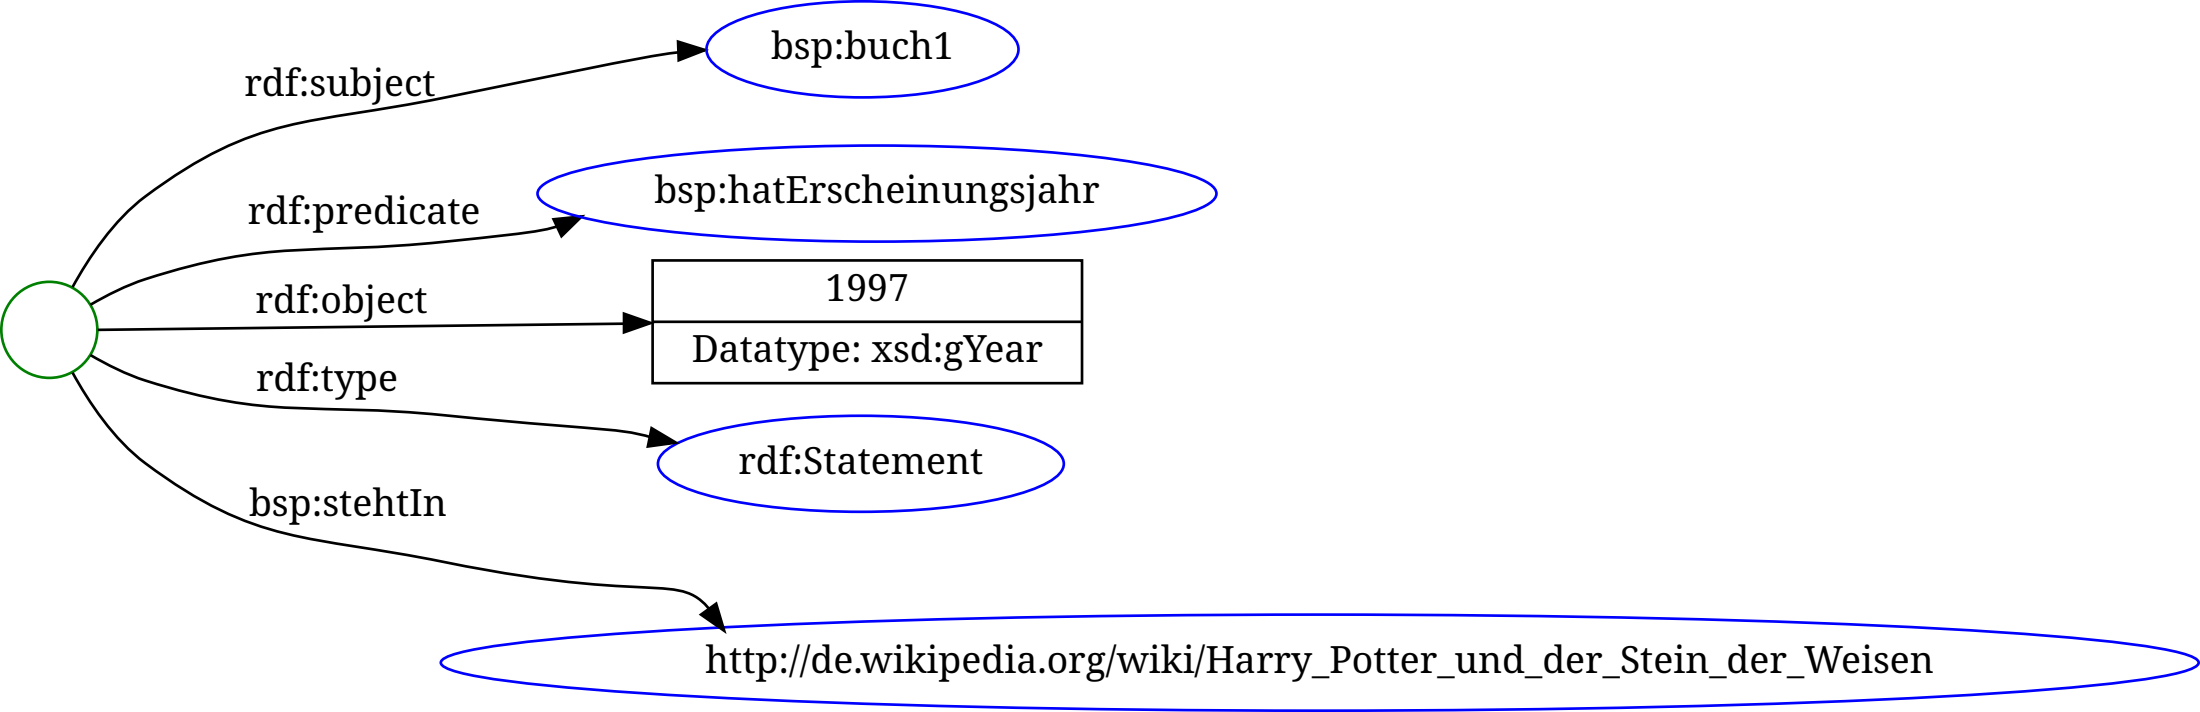 rdf:subject
bsp:buch1
rdf:predicate
bsp:hatErscheinungsjahr
rdf:object
1997
Datatype: xsd:gYear
rdf:type
rdf:Statement
bsp:stehtIn
http://de.wikipedia.org/wiki/Harry_Potter_und_der_Stein_der_Weisen